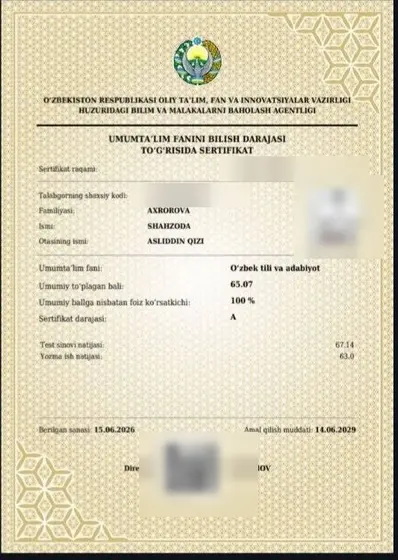 O'ZBEKISTON RESPUBLIKASI OLIY TA'LIM, FAN VA INNOVATSIYALAR VAZIRLIGI
HUZURIDAGI BILIM VA MALAKALARNI BAHOLASH AGENTLIGI
UMUMTA'LIM FANINI BILISH DARAJASI
TO'G'RISIDA SERTIFIKAT
Sertifikat raqami:
Talabgorning shaxsiy kodi:
Familiyasi: AXROROVA
Ismi: SHAHZODA
Otasining ismi: ASLIDDIN QIZI
Umumta'lim fani: O'zbek tili va adabiyot
Umumiy to'plagan bali: 65.07
Umumiy ballga nisbatan foiz ko'rsatkichi: 100 %
Sertifikat darajasi: A
Test sinovi natijasi: 67.14
Yozma ish natijasi: 63.0
Berilgan sanasi: 15.06.2026 Amal qilish muddati: 14.06.2029